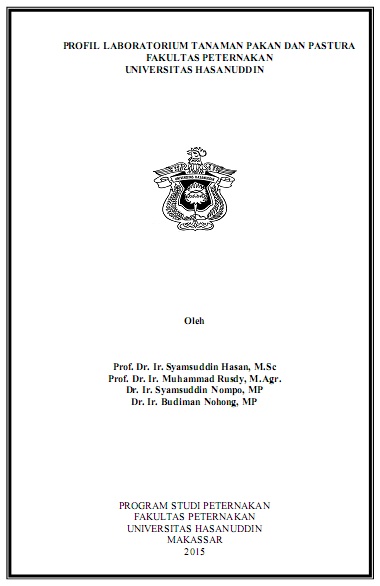 PROFIL LABORATORIUM TANAMAN PAKAN DAN PASTURA
FAKULTAS PETERNAKAN
UNIVERSITAS HASANUDDIN
UNIVERSITAS HASANUDDIN
Oleh
Prof. Dr. Ir. Syamsuddin Hasan, M.Sc
Prof. Dr. Ir. Muhammad Rusdy, M.Agr.
Dr. Ir. Syamsuddin Nompo, MP
Dr. Ir. Budiman Nohong, MP
PROGRAM STUDI PETERNAKAN
FAKULTAS PETERNAKAN
UNIVERSITAS HASANUDDIN
MAKASSAR
2015